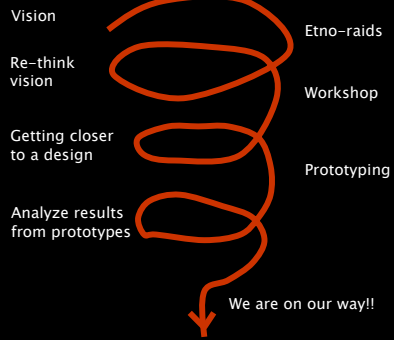 Vision
Etno-raids
Re-think
vision
Workshop
Getting closer
to a design
Prototyping
Analyze results
from prototypes
We are on our way!!